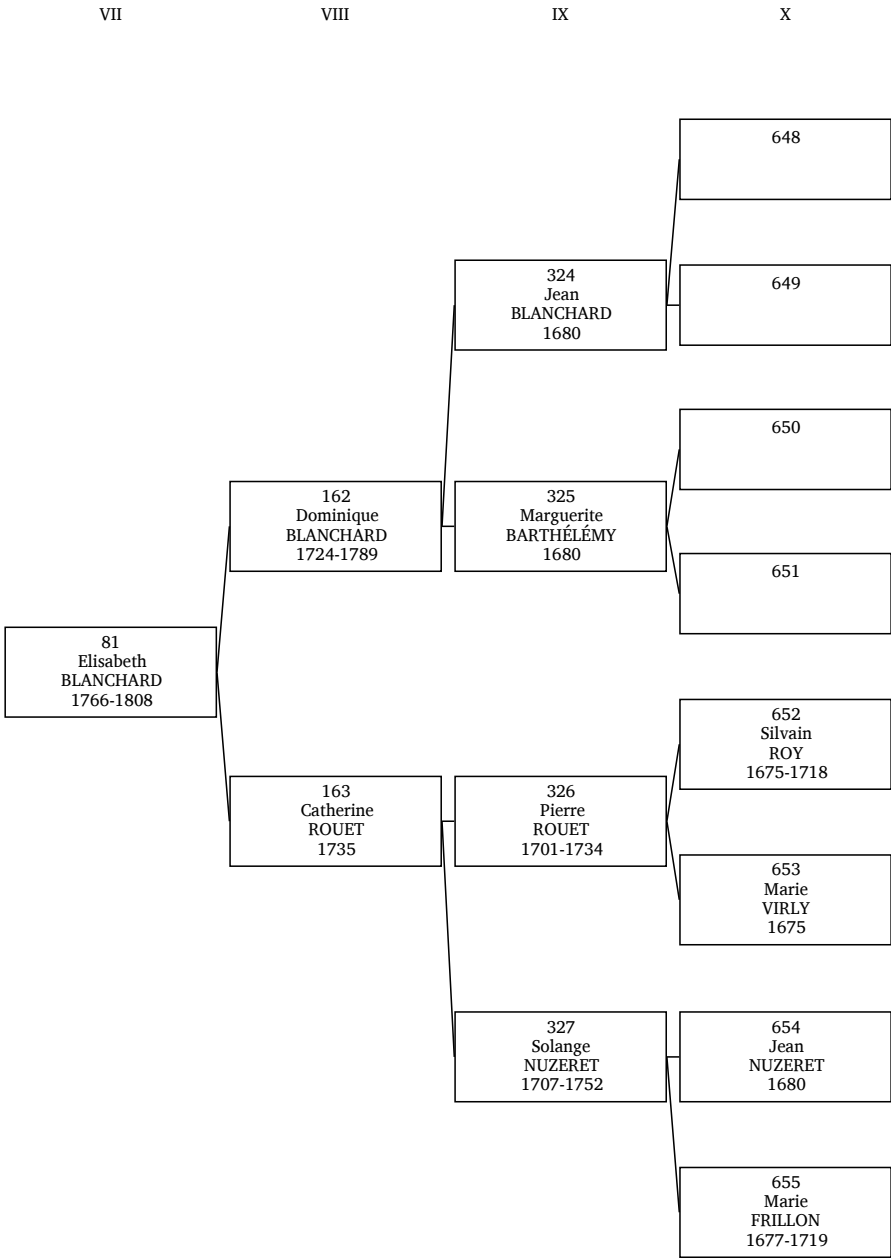 VII VIII IX X
648
324
Jean
BLANCHARD
1680
649
650
162
Dominique
BLANCHARD
1724-1789
325
Marguerite
BARTHÉLÉMY
1680
651
81
Elisabeth
BLANCHARD
1766-1808
652
Silvain
ROY
1675-1718
163
Catherine
ROUET
1735
326
Pierre
ROUET
1701-1734
653
Marie
VIRLY
1675
327
Solange
NUZERET
1707-1752
654
Jean
NUZERET
1680
655
Marie
FRILLON
1677-1719